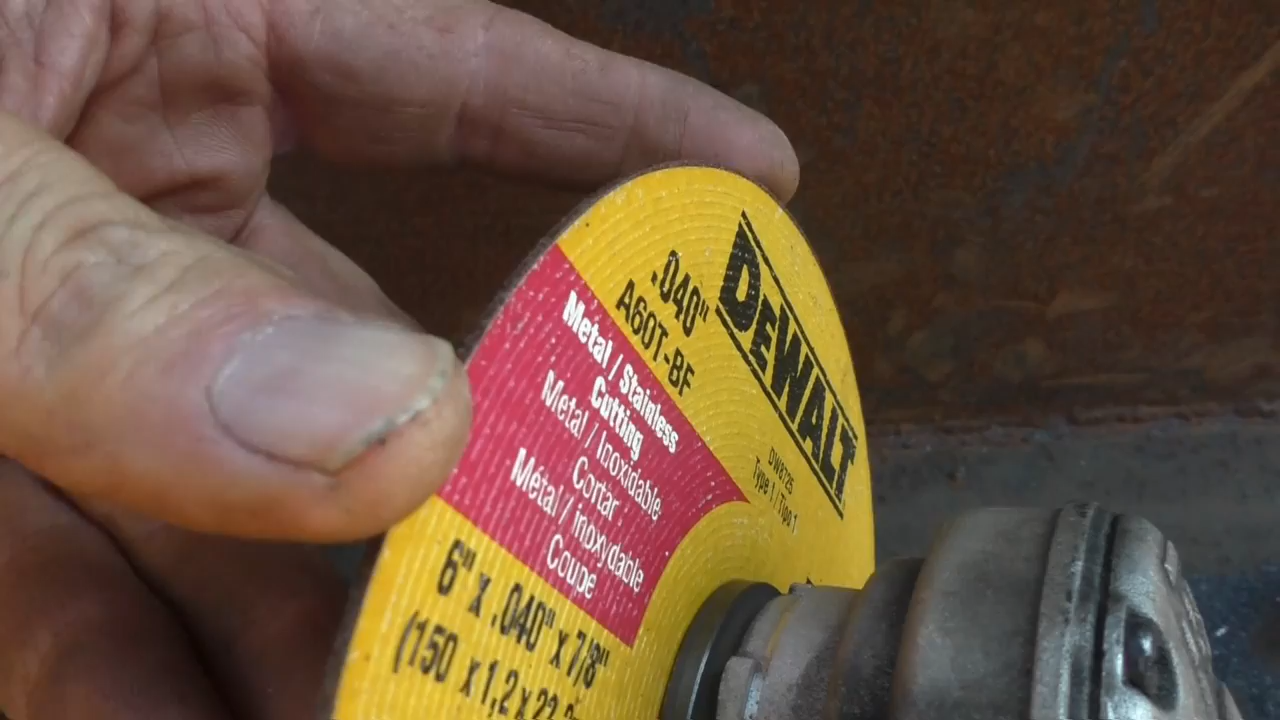 DEWALT
.040"
A60T-BF
DW8725
Type 1 / Tipo 1
Metal / Stainless
Cutting
Metal / Inoxidable
Cortar
Métal / inoxydable
Coupe
6" x .040" x 7/8"
(150 x 1,2 x 22